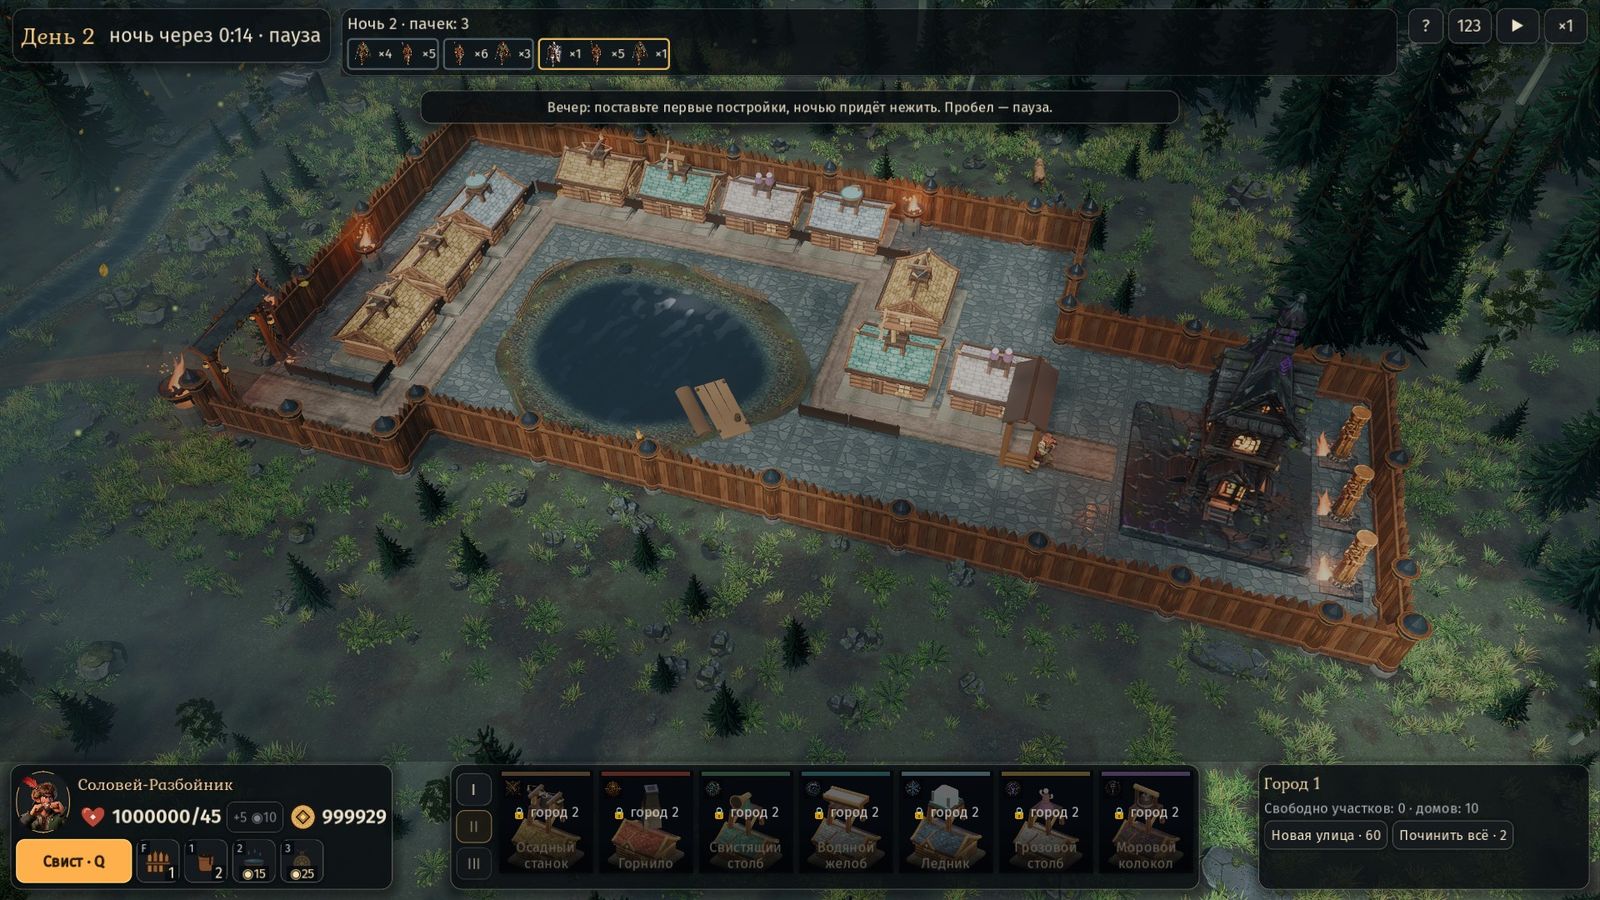 День 2 ночь через 0:14 · пауза
Ночь 2 · пачек: 3
×4 ×5 ×6 ×3 ×1 ×5 ×1
? 123 ×1
Вечер: поставьте первые постройки, ночью придёт нежить. Пробел — пауза.
Соловей-Разбойник
1000000/45 +5 10 999929
Свист · Q
F 1
1 2
2 15
3 25
I
II
III
город 2
Осадный станок
город 2
Горнило
город 2
Свистящий столб
город 2
Водяной желоб
город 2
Ледник
город 2
Грозовой столб
город 2
Моровой колокол
Город 1
Свободно участков: 0 · домов: 10
Новая улица · 60 Починить всё · 2